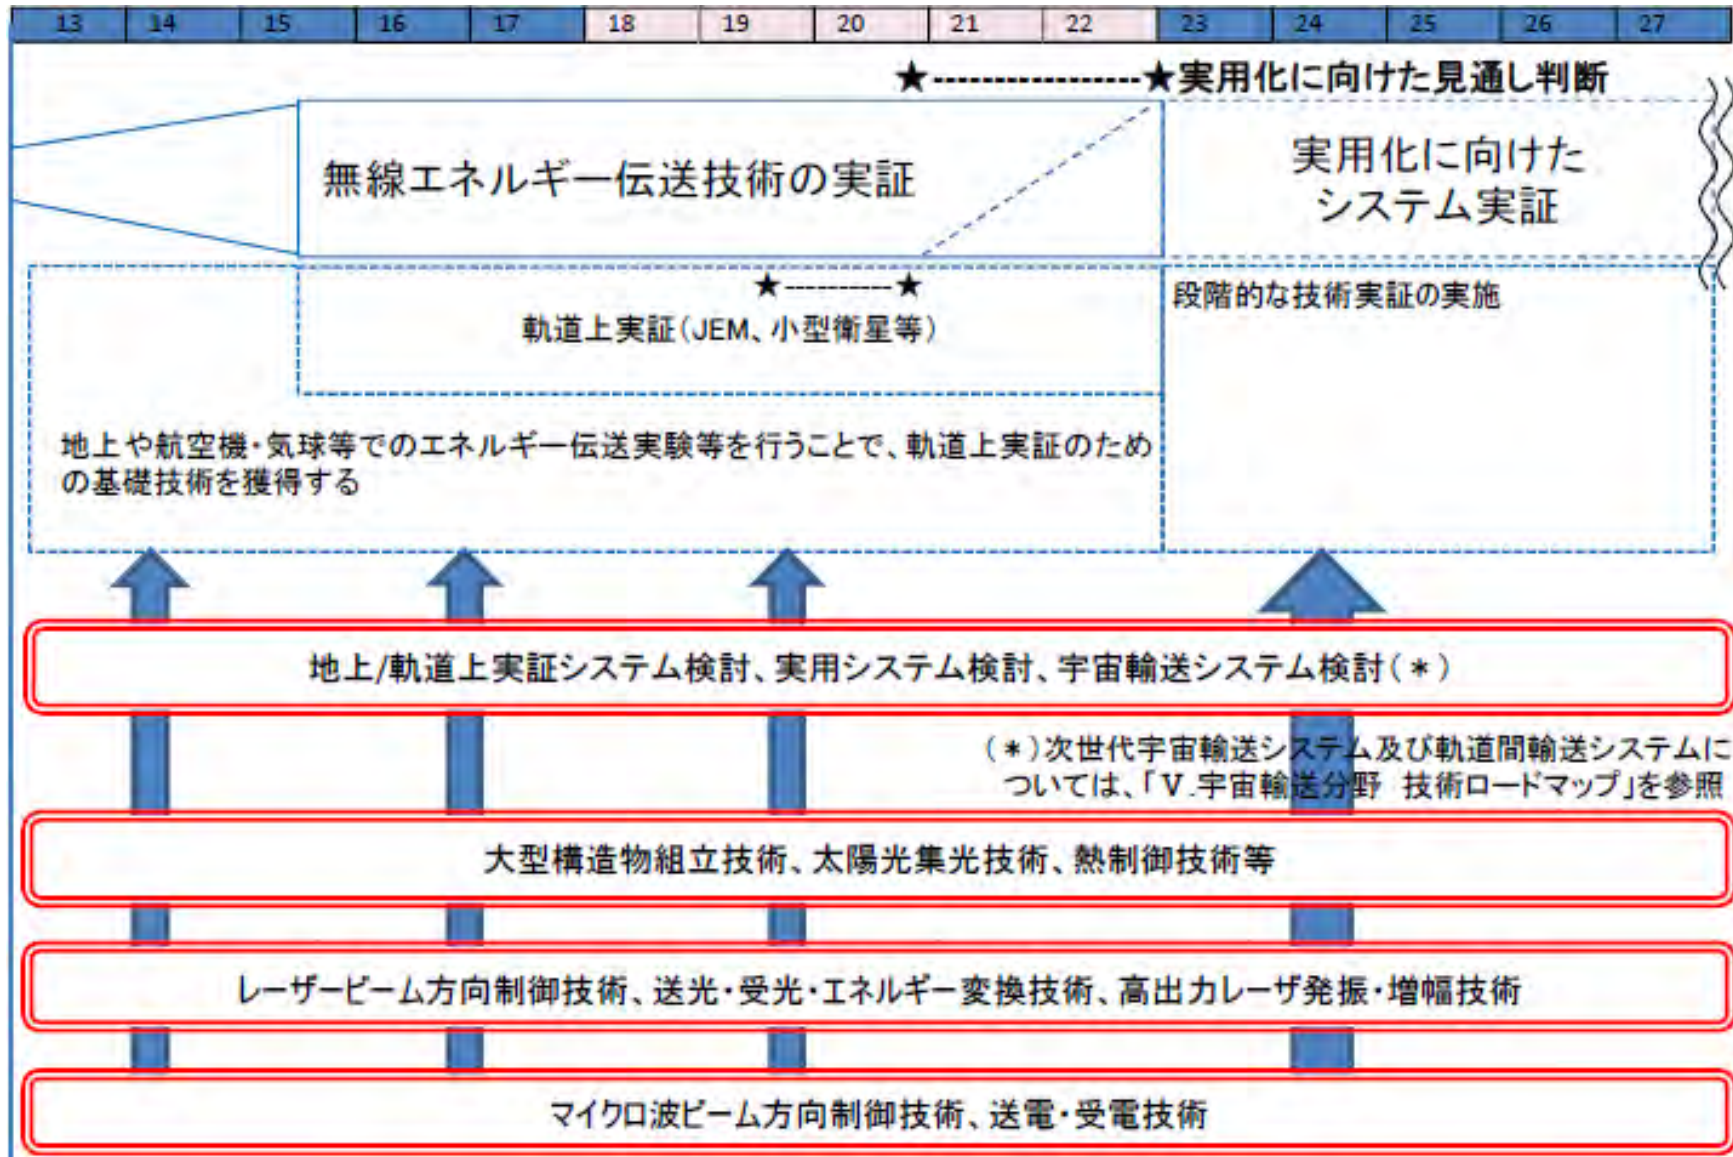 13 14 15 16 17 18 19 20 21 22 23 24 25 26 27
★-----------------★実用化に向けた見通し判断
無線エネルギー伝送技術の実証
実用化に向けた
システム実証
★----------★
段階的な技術実証の実施
軌道上実証(JEM、小型衛星等)
地上や航空機・気球等でのエネルギー伝送実験等を行うことで、軌道上実証のため
の基礎技術を獲得する
地上/軌道上実証システム検討、実用システム検討、宇宙輸送システム検討(*)
(*)次世代宇宙輸送システム及び軌道間輸送システムに
ついては、「Ⅴ.宇宙輸送分野 技術ロードマップ」を参照
大型構造物組立技術、太陽光集光技術、熱制御技術等
レーザービーム方向制御技術、送光・受光・エネルギー変換技術、高出力レーザ発振・増幅技術
マイクロ波ビーム方向制御技術、送電・受電技術